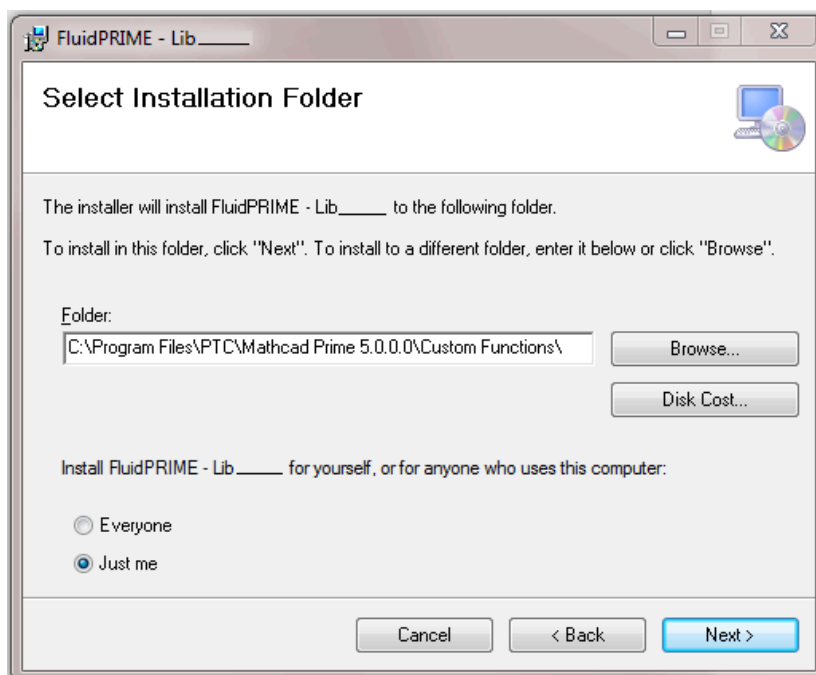 FluidPRIME - Lib_____
Select Installation Folder
The installer will install FluidPRIME - Lib_____ to the following folder.
To install in this folder, click "Next". To install to a different folder, enter it below or click "Browse".
Folder:
C:\Program Files\PTC\Mathcad Prime 5.0.0.0\Custom Functions\
Browse...
Disk Cost...
Install FluidPRIME - Lib_____ for yourself, or for anyone who uses this computer:
Everyone
Just me
Cancel
< Back
Next >